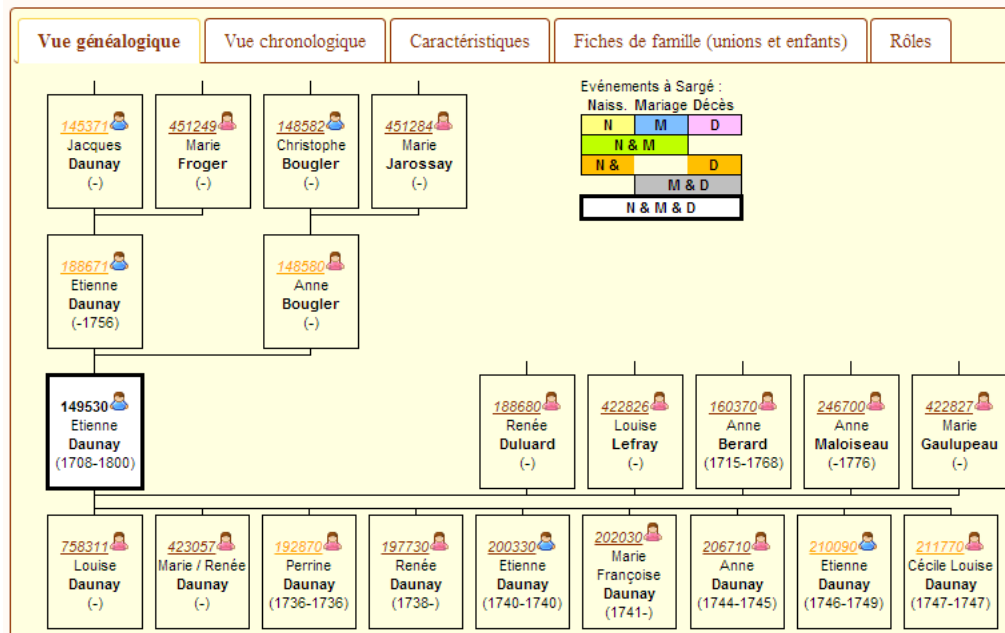 Vue généalogique Vue chronologique Caractéristiques Fiches de famille (unions et enfants) Rôles
Evénements à Sargé :
Naiss. Mariage Décès
N M D
N & M
N & D
M & D
N & M & D
145371
Jacques
Daunay
(-)
451249
Marie
Froger
(-)
148582
Christophe
Bougler
(-)
451284
Marie
Jarossay
(-)
188671
Etienne
Daunay
(-1756)
148580
Anne
Bougler
(-)
149530
Etienne
Daunay
(1708-1800)
188680
Renée
Duluard
(-)
422826
Louise
Lefray
(-)
160370
Anne
Berard
(1715-1768)
246700
Anne
Maloiseau
(-1776)
422827
Marie
Gaulupeau
(-)
758311
Louise
Daunay
(-)
423057
Marie / Renée
Daunay
(-)
192870
Perrine
Daunay
(1736-1736)
197730
Renée
Daunay
(1738-)
200330
Etienne
Daunay
(1740-1740)
202030
Marie
Françoise
Daunay
(1741-)
206710
Anne
Daunay
(1744-1745)
210090
Etienne
Daunay
(1746-1749)
211770
Cécile Louise
Daunay
(1747-1747)